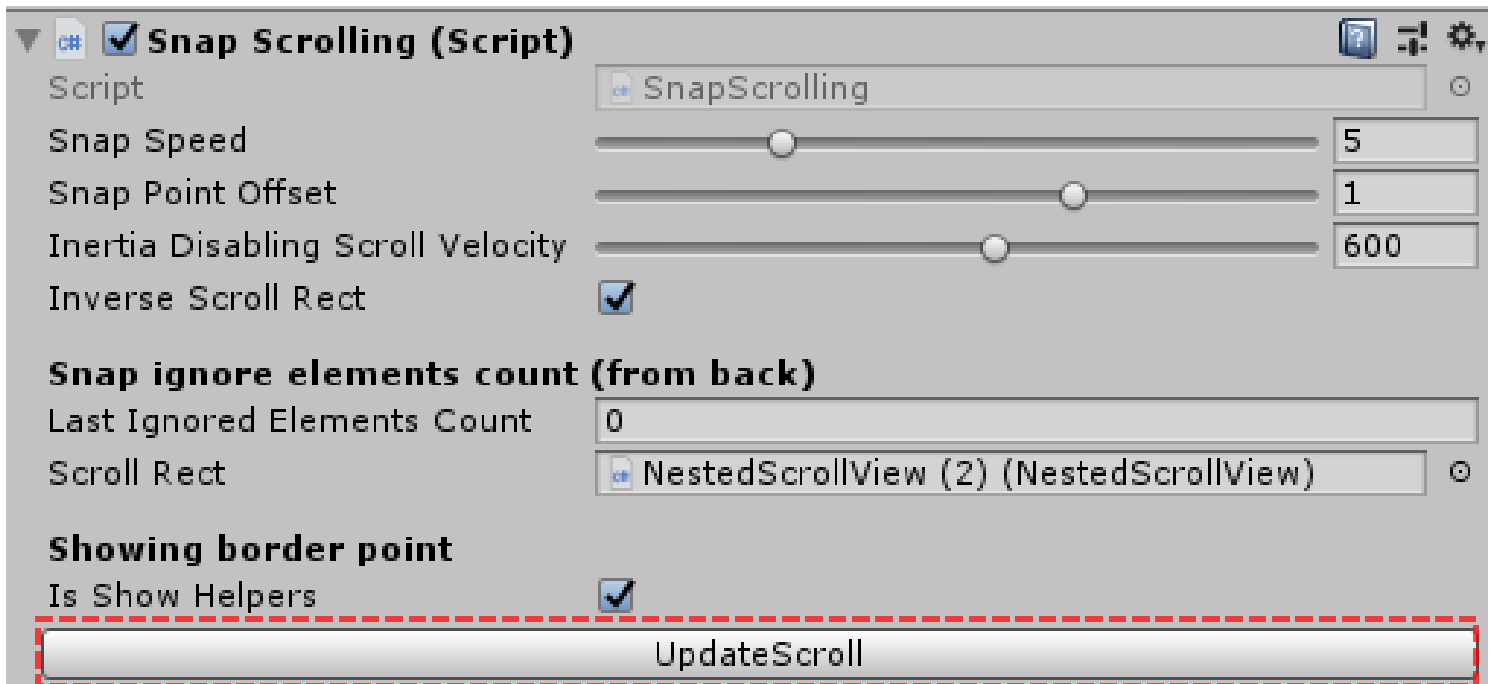 Snap Scrolling (Script)
Script SnapScrolling
Snap Speed 5
Snap Point Offset 1
Inertia Disabling Scroll Velocity 600
Inverse Scroll Rect
Snap ignore elements count (from back)
Last Ignored Elements Count 0
Scroll Rect NestedScrollView (2) (NestedScrollView)
Showing border point
Is Show Helpers
UpdateScroll